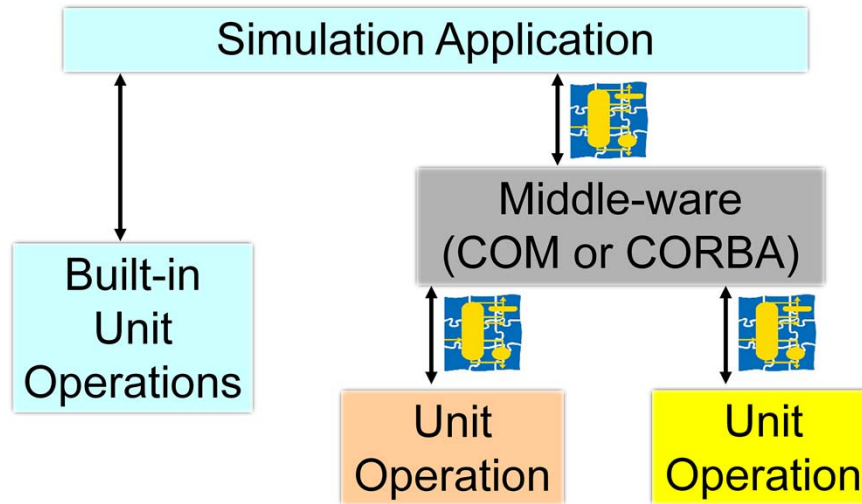 Simulation Application
Middle-ware
(COM or CORBA)
Built-in
Unit
Operations
Unit
Operation
Unit
Operation